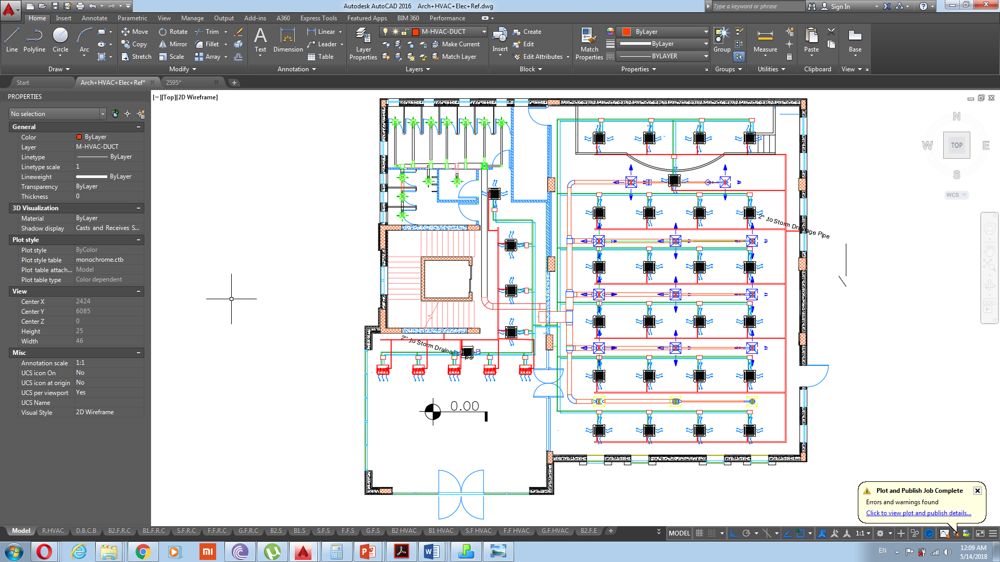 Autodesk AutoCAD 2016 Arch+HVAC+Elec+Ref.dwg
Type a keyword or phrase
Sign In
Home Insert Annotate Parametric View Manage Output Add-ins A360 Express Tools Featured Apps BIM 360 Performance
Line Polyline Circle Arc
Move Rotate Trim
Copy Mirror Fillet
Stretch Scale Array
Text Dimension
Linear
Leader
Table
Layer Properties
M-HVAC-DUCT
Make Current
Match Layer
Insert
Create
Edit
Edit Attributes
Match Properties
ByLayer
ByLayer
BYLAYER
Group
Measure
Paste
Base
Draw Modify Annotation Layers Block Properties Groups Utilities Clipboard View
Start Arch+HVAC+Elec+Ref* 2595*
PROPERTIES
No selection
General
Color ByLayer
Layer M-HVAC-DUCT
Linetype ByLayer
Linetype scale 1
Lineweight ByLayer
Transparency ByLayer
Thickness 0
3D Visualization
Material ByLayer
Shadow display Casts and Receives S...
Plot style
Plot style ByColor
Plot style table monochrome.ctb
Plot table attach... Model
Plot table type Color dependent
View
Center X 2424
Center Y 6085
Center Z 0
Height 25
Width 46
Misc
Annotation scale 1:1
UCS icon On No
UCS icon at origin No
UCS per viewport Yes
UCS Name
Visual Style 2D Wireframe
[−][Top][2D Wireframe]
N
W TOP E
S
WCS
2'' ,to Storm Drainage Pipe
0.00
Plot and Publish Job Complete
Errors and warnings found
Click to view plot and publish details...
Model R.HVAC D.B.C.B B2.F.R.C B1.F.R.C S.F.R.C F.F.R.C G.F.R.C B2.S B1.S S.F.S F.F.S G.F.S B2 HVAC B1 HVAC S.F HVAC F.F HVAC G.F.HVAC B2.F.E
MODEL 1:1
EN
12:09 AM
5/14/2018